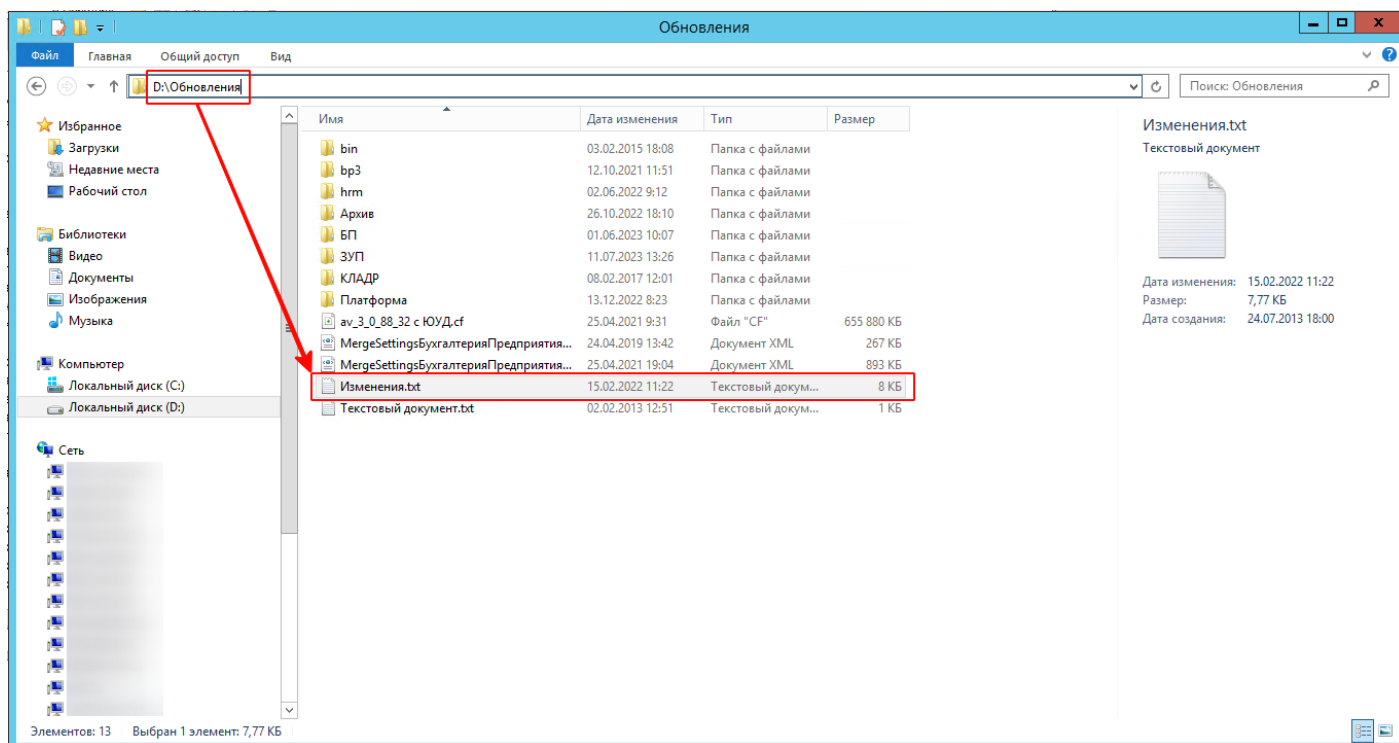 Обновления
Файл Главная Общий доступ Вид
D:\Обновления
Поиск: Обновления
Избранное
Загрузки
Недавние места
Рабочий стол
Библиотеки
Видео
Документы
Изображения
Музыка
Компьютер
Локальный диск (C:)
Локальный диск (D:)
Сеть
Имя Дата изменения Тип Размер
bin 03.02.2015 18:08 Папка с файлами
bp3 12.10.2021 11:51 Папка с файлами
hrm 02.06.2022 9:12 Папка с файлами
Архив 26.10.2022 18:10 Папка с файлами
БП 01.06.2023 10:07 Папка с файлами
ЗУП 11.07.2023 13:26 Папка с файлами
КЛАДР 08.02.2017 12:01 Папка с файлами
Платформа 13.12.2022 8:23 Папка с файлами
av_3_0_88_32 с ЮУД.cf 25.04.2021 9:31 Файл "CF" 655 880 КБ
MergeSettingsБухгалтерияПредприятия... 24.04.2019 13:42 Документ XML 267 КБ
MergeSettingsБухгалтерияПредприятия... 25.04.2021 19:04 Документ XML 893 КБ
Изменения.txt 15.02.2022 11:22 Текстовый докум... 8 КБ
Текстовый документ.txt 02.02.2013 12:51 Текстовый докум... 1 КБ
Изменения.txt
Текстовый документ
Дата изменения: 15.02.2022 11:22
Размер: 7,77 КБ
Дата создания: 24.07.2013 18:00
Элементов: 13 Выбран 1 элемент: 7,77 КБ